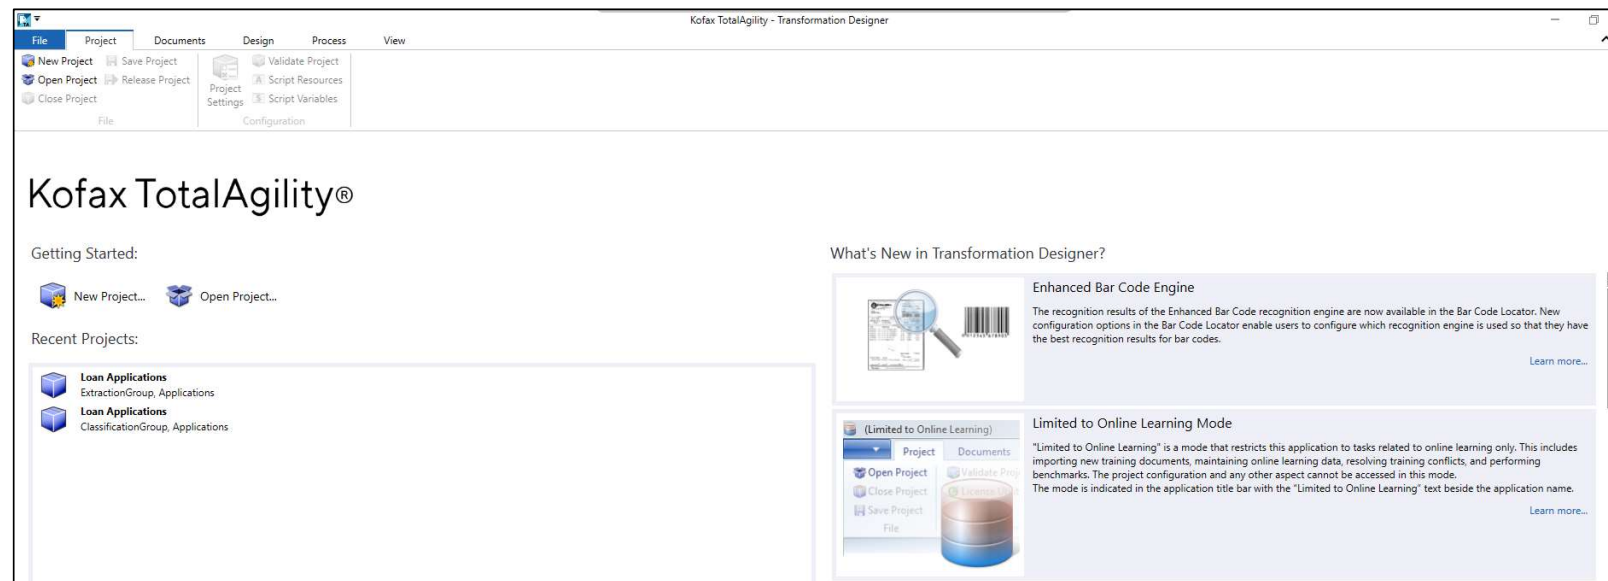 Kofax TotalAgility - Transformation Designer
File Project Documents Design Process View
New Project Save Project Validate Project
Open Project Release Project Script Resources
Close Project Project Settings Script Variables
File Configuration
Kofax TotalAgility®
Getting Started:
New Project... Open Project...
Recent Projects:
Loan Applications
ExtractionGroup, Applications
Loan Applications
ClassificationGroup, Applications
What's New in Transformation Designer?
Enhanced Bar Code Engine
The recognition results of the Enhanced Bar Code recognition engine are now available in the Bar Code Locator. New
configuration options in the Bar Code Locator enable users to configure which recognition engine is used so that they have
the best recognition results for bar codes.
Learn more...
(Limited to Online Learning)
Project Documents
Open Project
Close Project
Save Project
File
Limited to Online Learning Mode
"Limited to Online Learning" is a mode that restricts this application to tasks related to online learning only. This includes
importing new training documents, maintaining online learning data, resolving training conflicts, and performing
benchmarks. The project configuration and any other aspect cannot be accessed in this mode.
The mode is indicated in the application title bar with the "Limited to Online Learning" text beside the application name.
Learn more...